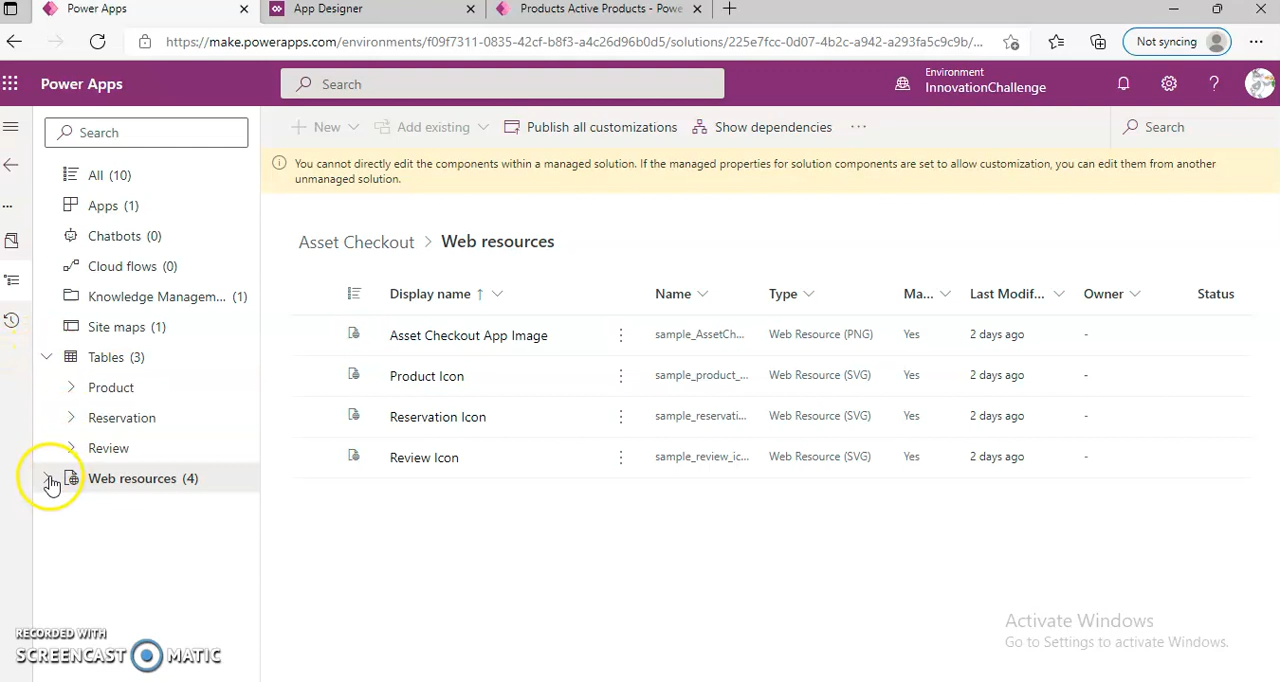 Power Apps
App Designer
Products Active Products - Powe
https://make.powerapps.com/environments/f09f7311-0835-42cf-b8f3-a4c26d96b0d5/solutions/225e7fcc-0d07-4b2c-a942-a293fa5c9c9b/...
Not syncing
Power Apps
Search
Environment
InnovationChallenge
Search
New
Add existing
Publish all customizations
Show dependencies
Search
You cannot directly edit the components within a managed solution. If the managed properties for solution components are set to allow customization, you can edit them from another
unmanaged solution.
All (10)
Apps (1)
Chatbots (0)
Cloud flows (0)
Knowledge Managem... (1)
Site maps (1)
Tables (3)
Product
Reservation
Review
Web resources (4)
Asset Checkout > Web resources
Display name ↑ Name Type Ma... Last Modif... Owner Status
Asset Checkout App Image sample_AssetCh... Web Resource (PNG) Yes 2 days ago -
Product Icon sample_product_... Web Resource (SVG) Yes 2 days ago -
Reservation Icon sample_reservati... Web Resource (SVG) Yes 2 days ago -
Review Icon sample_review_ic... Web Resource (SVG) Yes 2 days ago -
Activate Windows
Go to Settings to activate Windows.
RECORDED WITH
SCREENCAST MATIC